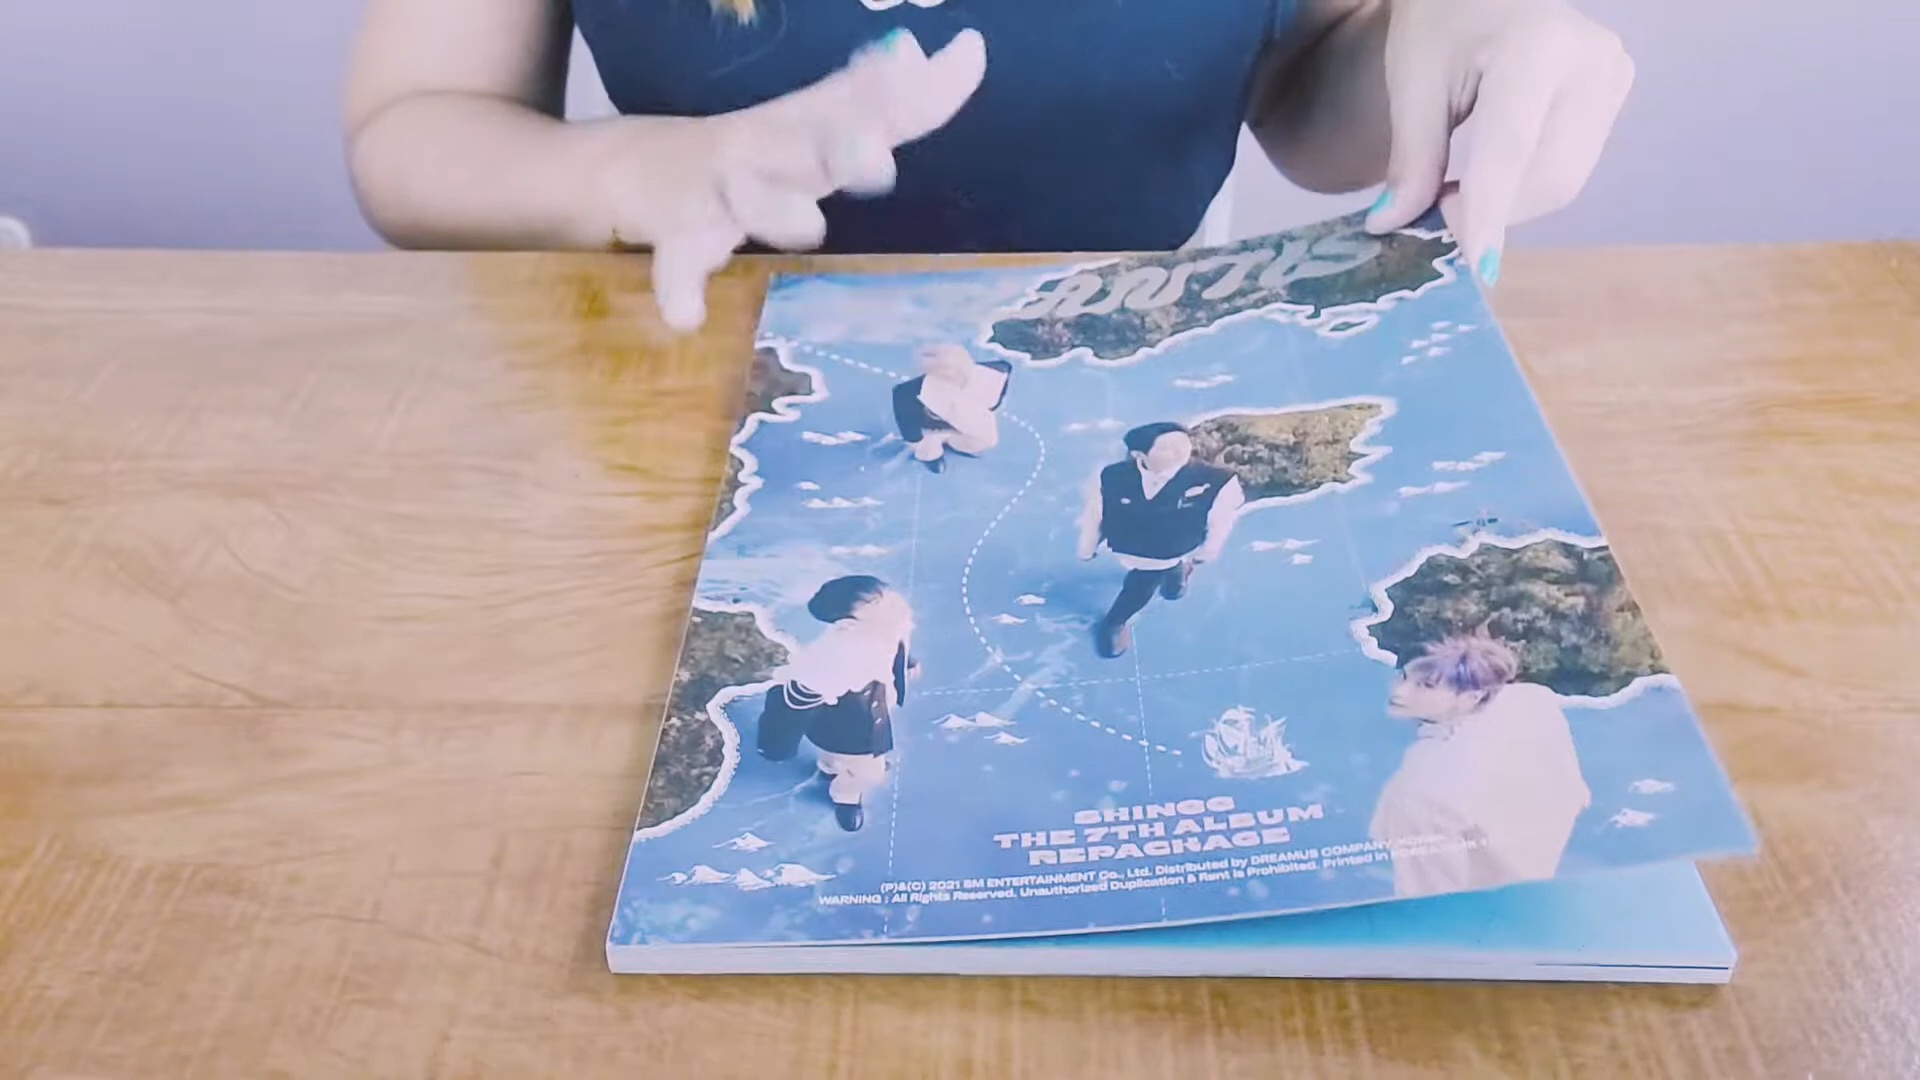 THE 7TH ALBUM
REPACKAGE
(P)&(C) 2021 SM ENTERTAINMENT Co., Ltd. Distributed by DREAMUS COMPANY
WARNING : All Rights Reserved. Unauthorized Duplication & Rent is Prohibited. Printed in